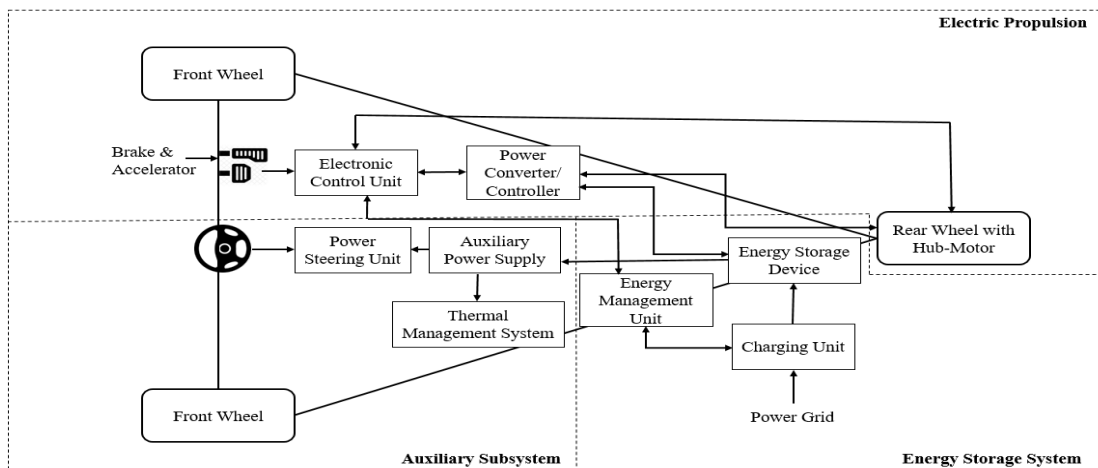 Electric Propulsion
Front Wheel
Brake &
Accelerator
Electronic
Control Unit
Power
Converter/
Controller
Rear Wheel with
Hub-Motor
Power
Steering Unit
Auxiliary
Power Supply
Energy Storage
Device
Energy
Management
Unit
Thermal
Management System
Charging Unit
Front Wheel
Power Grid
Auxiliary Subsystem
Energy Storage System